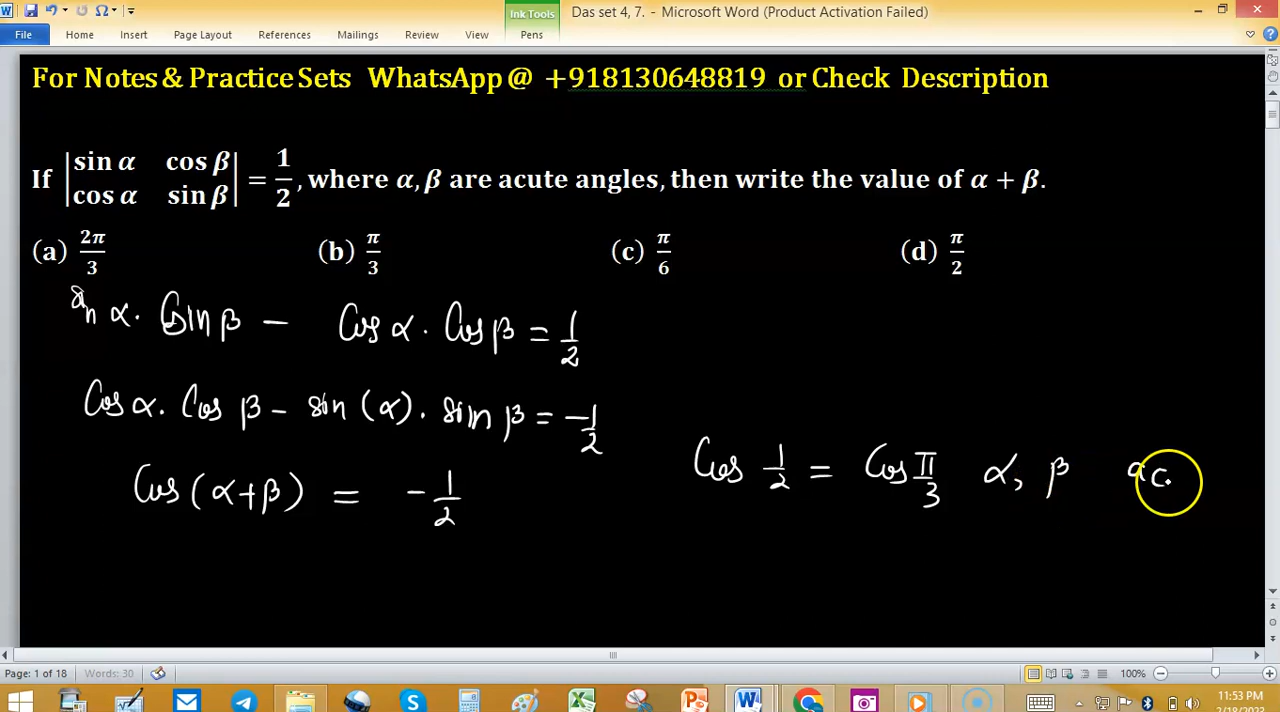 Das set 4, 7. - Microsoft Word (Product Activation Failed)
Ink Tools
File Home Insert Page Layout References Mailings Review View Pens
For Notes & Practice Sets WhatsApp @ +918130648819 or Check Description
If |sin α cos β| = 1/2, where α, β are acute angles, then write the value of α + β.
|cos α sin β|
(a) 2π/3 (b) π/3 (c) π/6 (d) π/2
α · Sin β - Cos α · Cos β = 1/2
Cos α · Cos β - sin (α) · sin β = -1/2
Cos (α+β) = -1/2
Cos 1/2 = Cos π/3 α, β ac
Page: 1 of 18 Words: 30 100%
11:53 PM